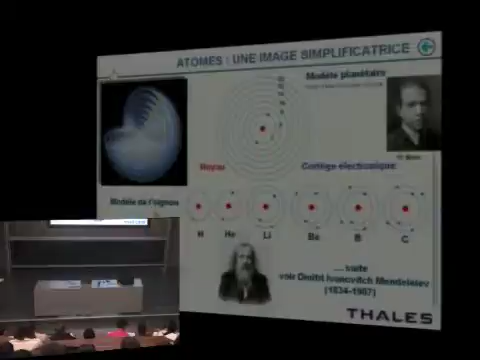 ATOMES : UNE IMAGE SIMPLIFICATRICE
Modèle planétaire
Noyau
Cortège électronique
Modèle de l'oignon
H He Li Be B C
.... suite
voir Dmitri Ivanovitch Mendeleïev
(1834-1907)
THALES